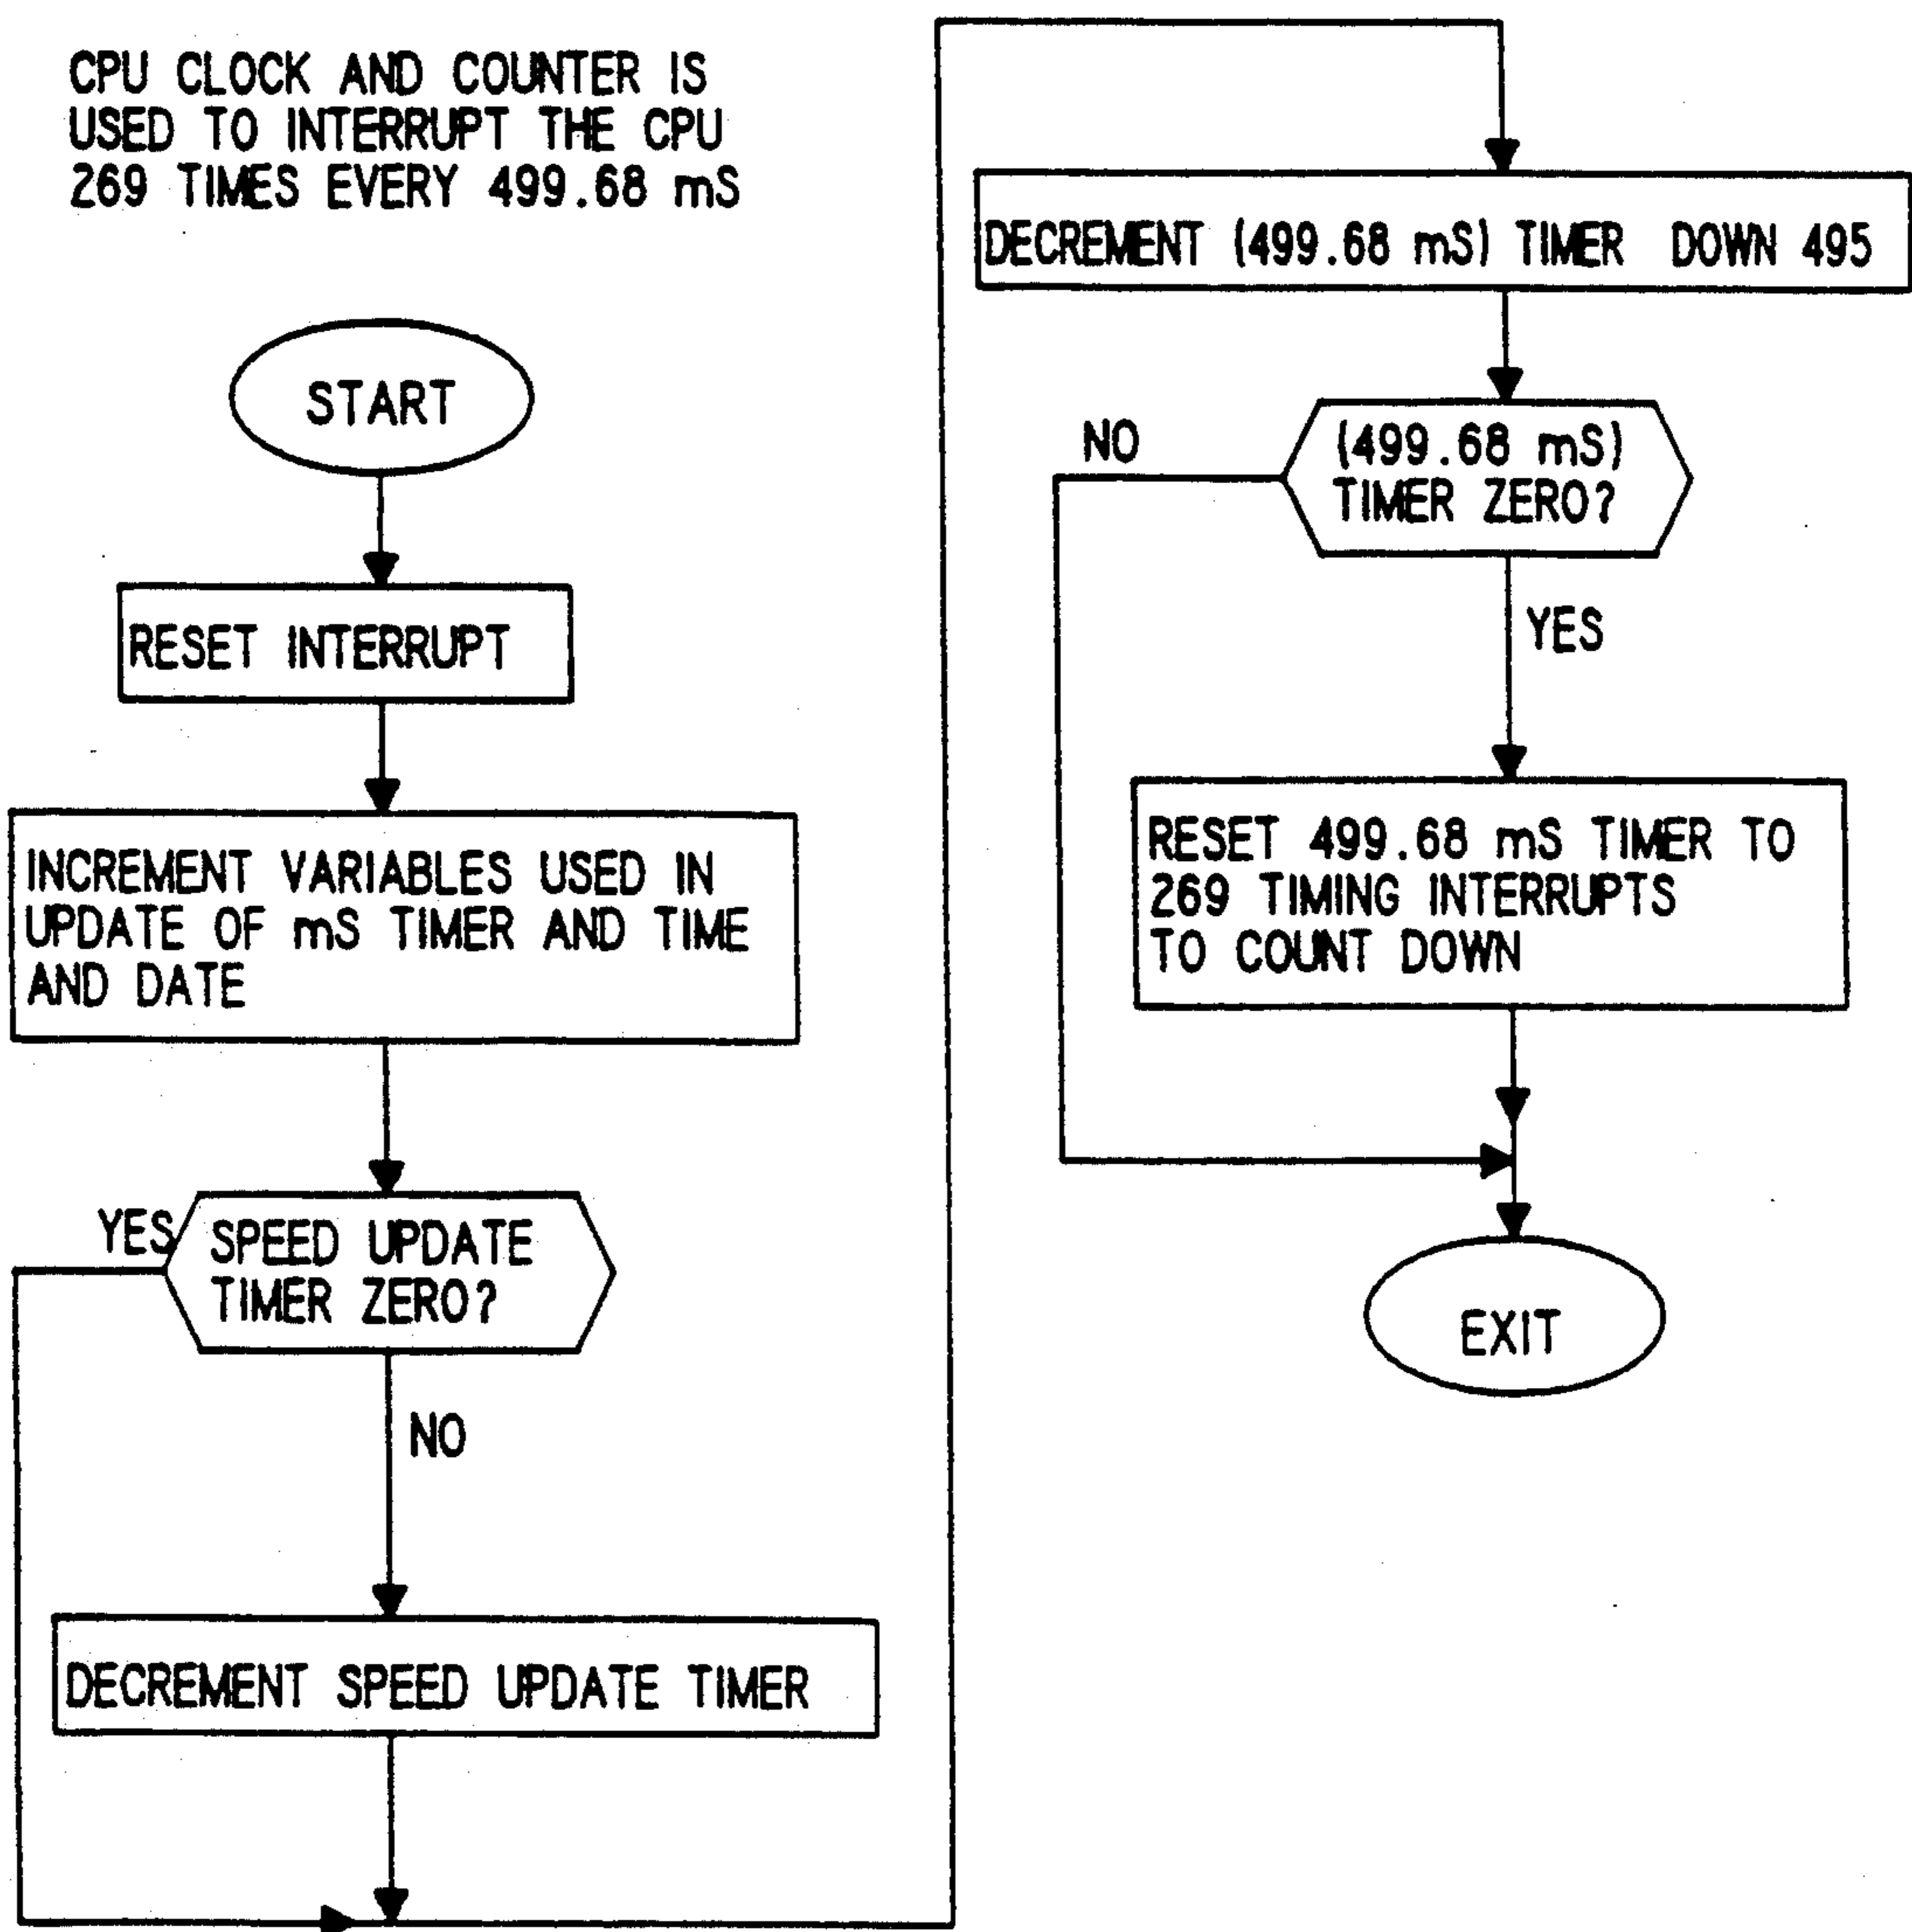 CPU CLOCK AND COUNTER IS
USED TO INTERRUPT THE CPU
269 TIMES EVERY 499.68 mS
START
RESET INTERRUPT
INCREMENT VARIABLES USED IN
UPDATE OF mS TIMER AND TIME
AND DATE
YES
SPEED UPDATE
TIMER ZERO?
NO
DECREMENT SPEED UPDATE TIMER
DECREMENT (499.68 mS) TIMER DOWN 495
NO
(499.68 mS)
TIMER ZERO?
YES
RESET 499.68 mS TIMER TO
269 TIMING INTERRUPTS
TO COUNT DOWN
EXIT